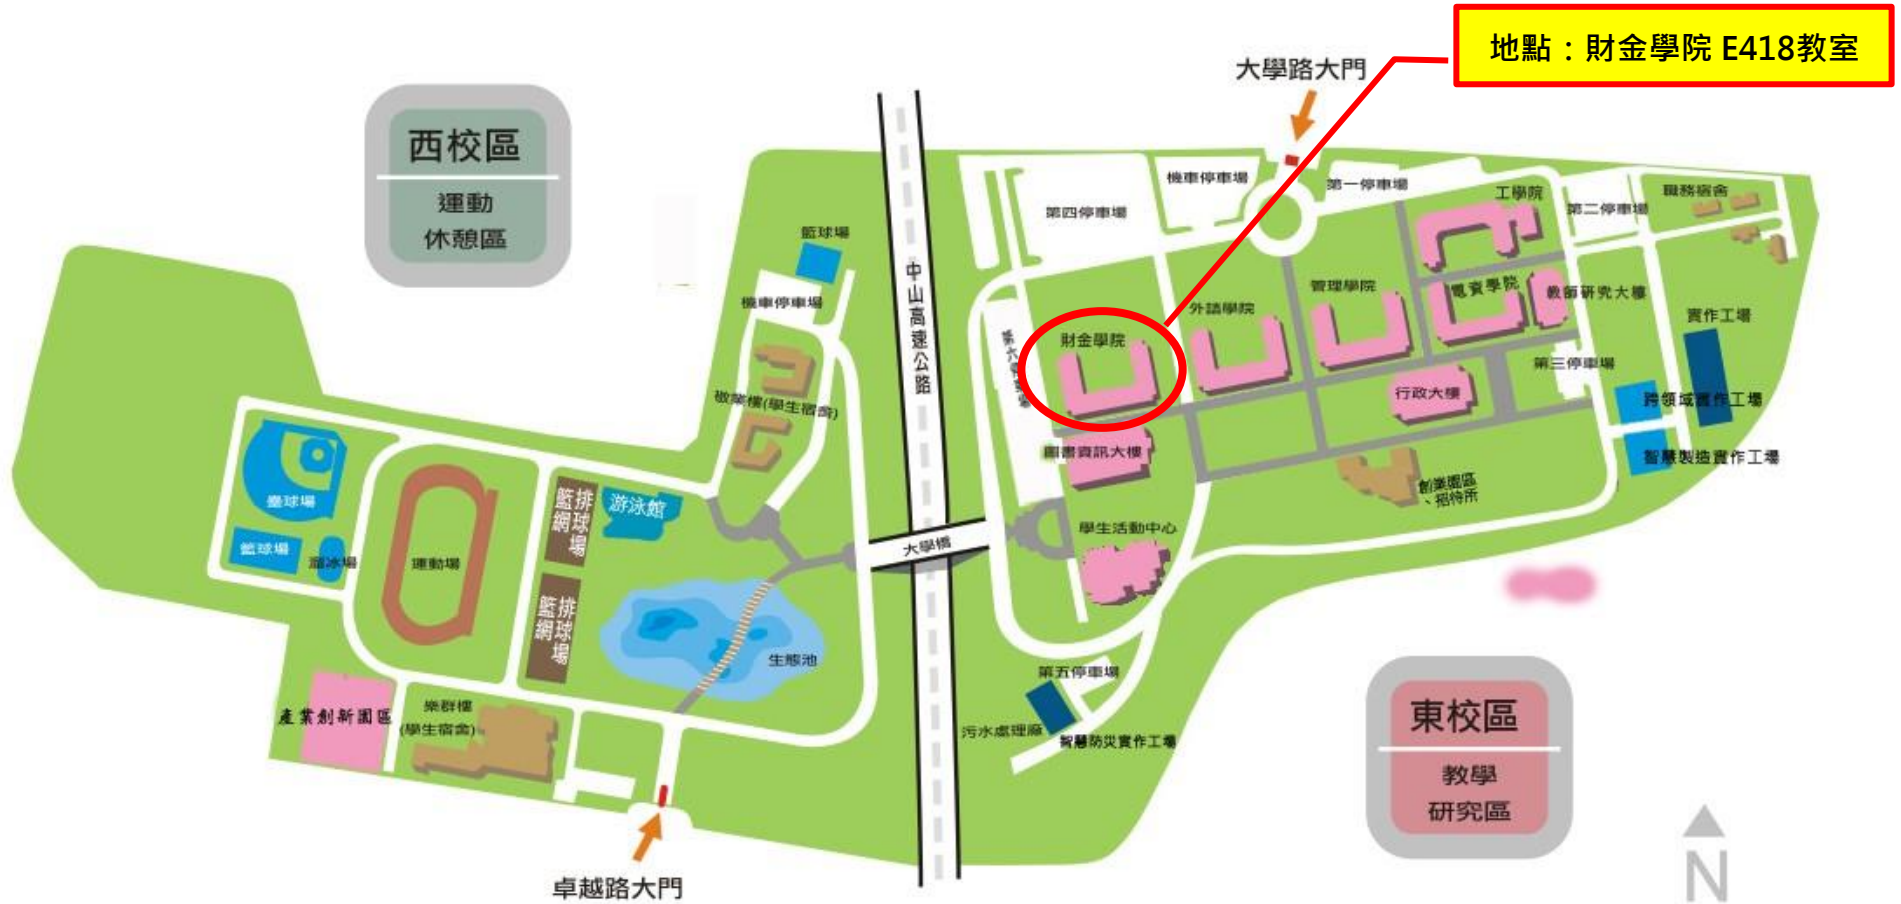 地點：財金學院 E418教室
大學路大門
西校區
運動
休憩區
機車停車場
第一停車場
工學院
職務宿舍
第四停車場
第二停車場
籃球場
中山高速公路
管理學院
電資學院
教師研究大樓
機車停車場
外語學院
實作工場
財金學院
第六停車場
第三停車場
敬業樓(學生宿舍)
行政大樓
跨領域實作工場
圖書資訊大樓
智慧製造實作工場
創業園區
、招待所
壘球場
排球場
籃網
游泳館
學生活動中心
籃球場
溜冰場
運動場
大學橋
排球場
籃網
生態池
第五停車場
產業創新園區
樂群樓
(學生宿舍)
污水處理廠
智慧防災實作工場
東校區
教學
研究區
卓越路大門
N